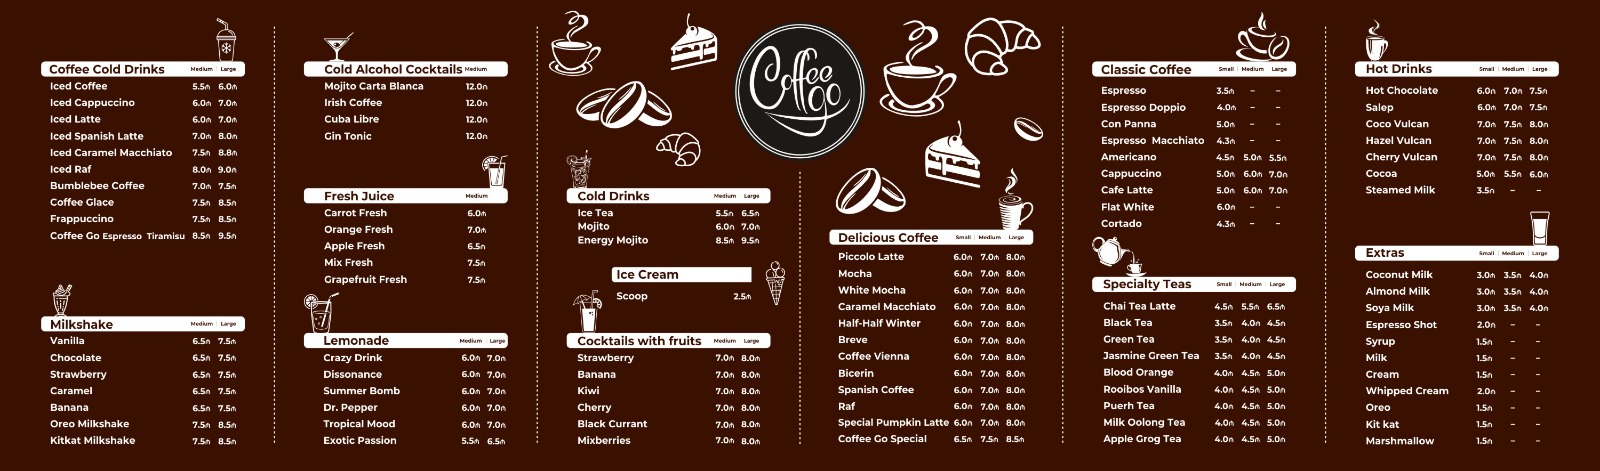 Coffee Cold Drinks Medium | Large
Iced Coffee 5.5₼ 6.0₼
Iced Cappuccino 6.0₼ 7.0₼
Iced Latte 6.0₼ 7.0₼
Iced Spanish Latte 7.0₼ 8.0₼
Iced Caramel Macchiato 7.5₼ 8.8₼
Iced Raf 8.0₼ 9.0₼
Bumblebee Coffee 7.0₼ 7.5₼
Coffee Glace 7.5₼ 8.5₼
Frappuccino 7.5₼ 8.5₼
Coffee Go Espresso Tiramisu 8.5₼ 9.5₼
Milkshake Medium | Large
Vanilla 6.5₼ 7.5₼
Chocolate 6.5₼ 7.5₼
Strawberry 6.5₼ 7.5₼
Caramel 6.5₼ 7.5₼
Banana 6.5₼ 7.5₼
Oreo Milkshake 7.5₼ 8.5₼
Kitkat Milkshake 7.5₼ 8.5₼
Cold Alcohol Cocktails Medium
Mojito Carta Blanca 12.0₼
Irish Coffee 12.0₼
Cuba Libre 12.0₼
Gin Tonic 12.0₼
Fresh Juice Medium
Carrot Fresh 6.0₼
Orange Fresh 7.0₼
Apple Fresh 6.5₼
Mix Fresh 7.5₼
Grapefruit Fresh 7.5₼
Lemonade Medium | Large
Crazy Drink 6.0₼ 7.0₼
Dissonance 6.0₼ 7.0₼
Summer Bomb 6.0₼ 7.0₼
Dr. Pepper 6.0₼ 7.0₼
Tropical Mood 6.0₼ 7.0₼
Exotic Passion 5.5₼ 6.5₼
Coffee go
Cold Drinks Medium | Large
Ice Tea 5.5₼ 6.5₼
Mojito 6.0₼ 7.0₼
Energy Mojito 8.5₼ 9.5₼
Ice Cream
Scoop 2.5₼
Cocktails with fruits Medium | Large
Strawberry 7.0₼ 8.0₼
Banana 7.0₼ 8.0₼
Kiwi 7.0₼ 8.0₼
Cherry 7.0₼ 8.0₼
Black Currant 7.0₼ 8.0₼
Mixberries 7.0₼ 8.0₼
Delicious Coffee Small | Medium | Large
Piccolo Latte 6.0₼ 7.0₼ 8.0₼
Mocha 6.0₼ 7.0₼ 8.0₼
White Mocha 6.0₼ 7.0₼ 8.0₼
Caramel Macchiato 6.0₼ 7.0₼ 8.0₼
Half-Half Winter 6.0₼ 7.0₼ 8.0₼
Breve 6.0₼ 7.0₼ 8.0₼
Coffee Vienna 6.0₼ 7.0₼ 8.0₼
Bicerin 6.0₼ 7.0₼ 8.0₼
Spanish Coffee 6.0₼ 7.0₼ 8.0₼
Raf 6.0₼ 7.0₼ 8.0₼
Special Pumpkin Latte 6.0₼ 7.0₼ 8.0₼
Coffee Go Special 6.5₼ 7.5₼ 8.5₼
Classic Coffee Small | Medium | Large
Espresso 3.5₼ – –
Espresso Doppio 4.0₼ – –
Con Panna 5.0₼ – –
Espresso Macchiato 4.3₼ – –
Americano 4.5₼ 5.0₼ 5.5₼
Cappuccino 5.0₼ 6.0₼ 7.0₼
Cafe Latte 5.0₼ 6.0₼ 7.0₼
Flat White 6.0₼ – –
Cortado 4.3₼ – –
Specialty Teas Small | Medium | Large
Chai Tea Latte 4.5₼ 5.5₼ 6.5₼
Black Tea 3.5₼ 4.0₼ 4.5₼
Green Tea 3.5₼ 4.0₼ 4.5₼
Jasmine Green Tea 3.5₼ 4.0₼ 4.5₼
Blood Orange 4.0₼ 4.5₼ 5.0₼
Rooibos Vanilla 4.0₼ 4.5₼ 5.0₼
Puerh Tea 4.0₼ 4.5₼ 5.0₼
Milk Oolong Tea 4.0₼ 4.5₼ 5.0₼
Apple Grog Tea 4.0₼ 4.5₼ 5.0₼
Hot Drinks Small | Medium | Large
Hot Chocolate 6.0₼ 7.0₼ 7.5₼
Salep 6.0₼ 7.0₼ 7.5₼
Coco Vulcan 7.0₼ 7.5₼ 8.0₼
Hazel Vulcan 7.0₼ 7.5₼ 8.0₼
Cherry Vulcan 7.0₼ 7.5₼ 8.0₼
Cocoa 5.0₼ 5.5₼ 6.0₼
Steamed Milk 3.5₼ – –
Extras Small | Medium | Large
Coconut Milk 3.0₼ 3.5₼ 4.0₼
Almond Milk 3.0₼ 3.5₼ 4.0₼
Soya Milk 3.0₼ 3.5₼ 4.0₼
Espresso Shot 2.0₼ – –
Syrup 1.5₼ – –
Milk 1.5₼ – –
Cream 1.5₼ – –
Whipped Cream 2.0₼ – –
Oreo 1.5₼ – –
Kit kat 1.5₼ – –
Marshmallow 1.5₼ – –